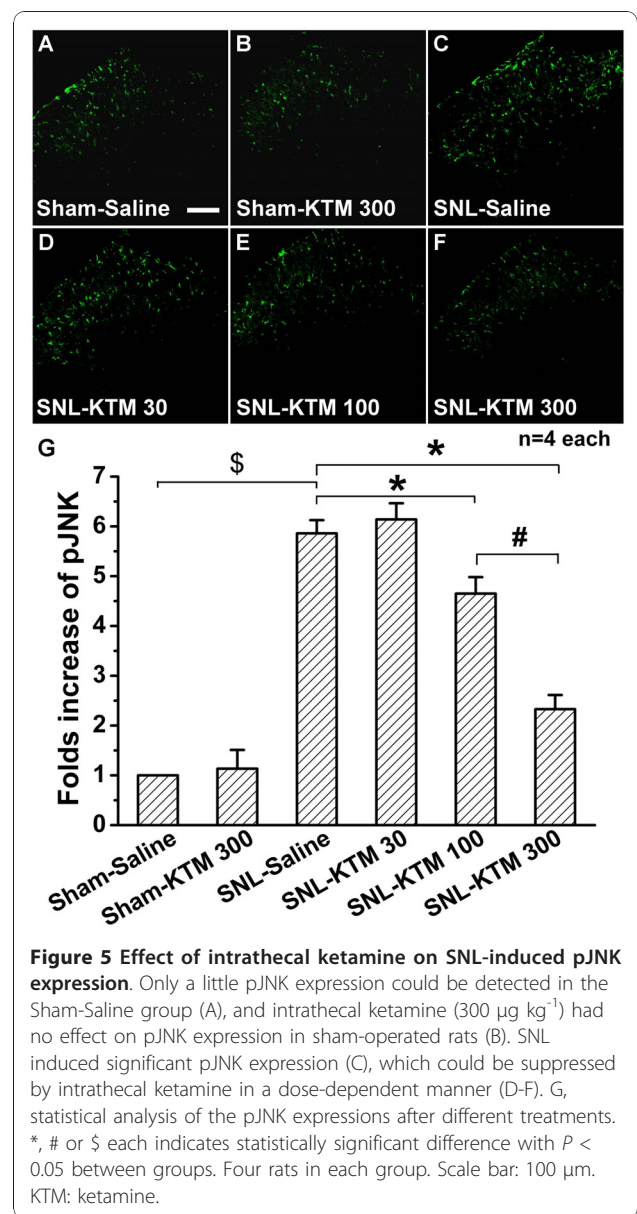 A
B
C
Sham-Saline
Sham-KTM 300
SNL-Saline
D
E
F
SNL-KTM 30
SNL-KTM 100
SNL-KTM 300
n=4 each
G
$
*
*
#
Folds increase of pJNK
7
6
5
4
3
2
1
0
Sham-Saline
Sham-KTM 300
SNL-Saline
SNL-KTM 30
SNL-KTM 100
SNL-KTM 300
Figure 5 Effect of intrathecal ketamine on SNL-induced pJNK
expression. Only a little pJNK expression could be detected in the
Sham-Saline group (A), and intrathecal ketamine (300 μg kg⁻¹) had
no effect on pJNK expression in sham-operated rats (B). SNL
induced significant pJNK expression (C), which could be suppressed
by intrathecal ketamine in a dose-dependent manner (D-F). G,
statistical analysis of the pJNK expressions after different treatments.
*, # or $ each indicates statistically significant difference with P <
0.05 between groups. Four rats in each group. Scale bar: 100 μm.
KTM: ketamine.